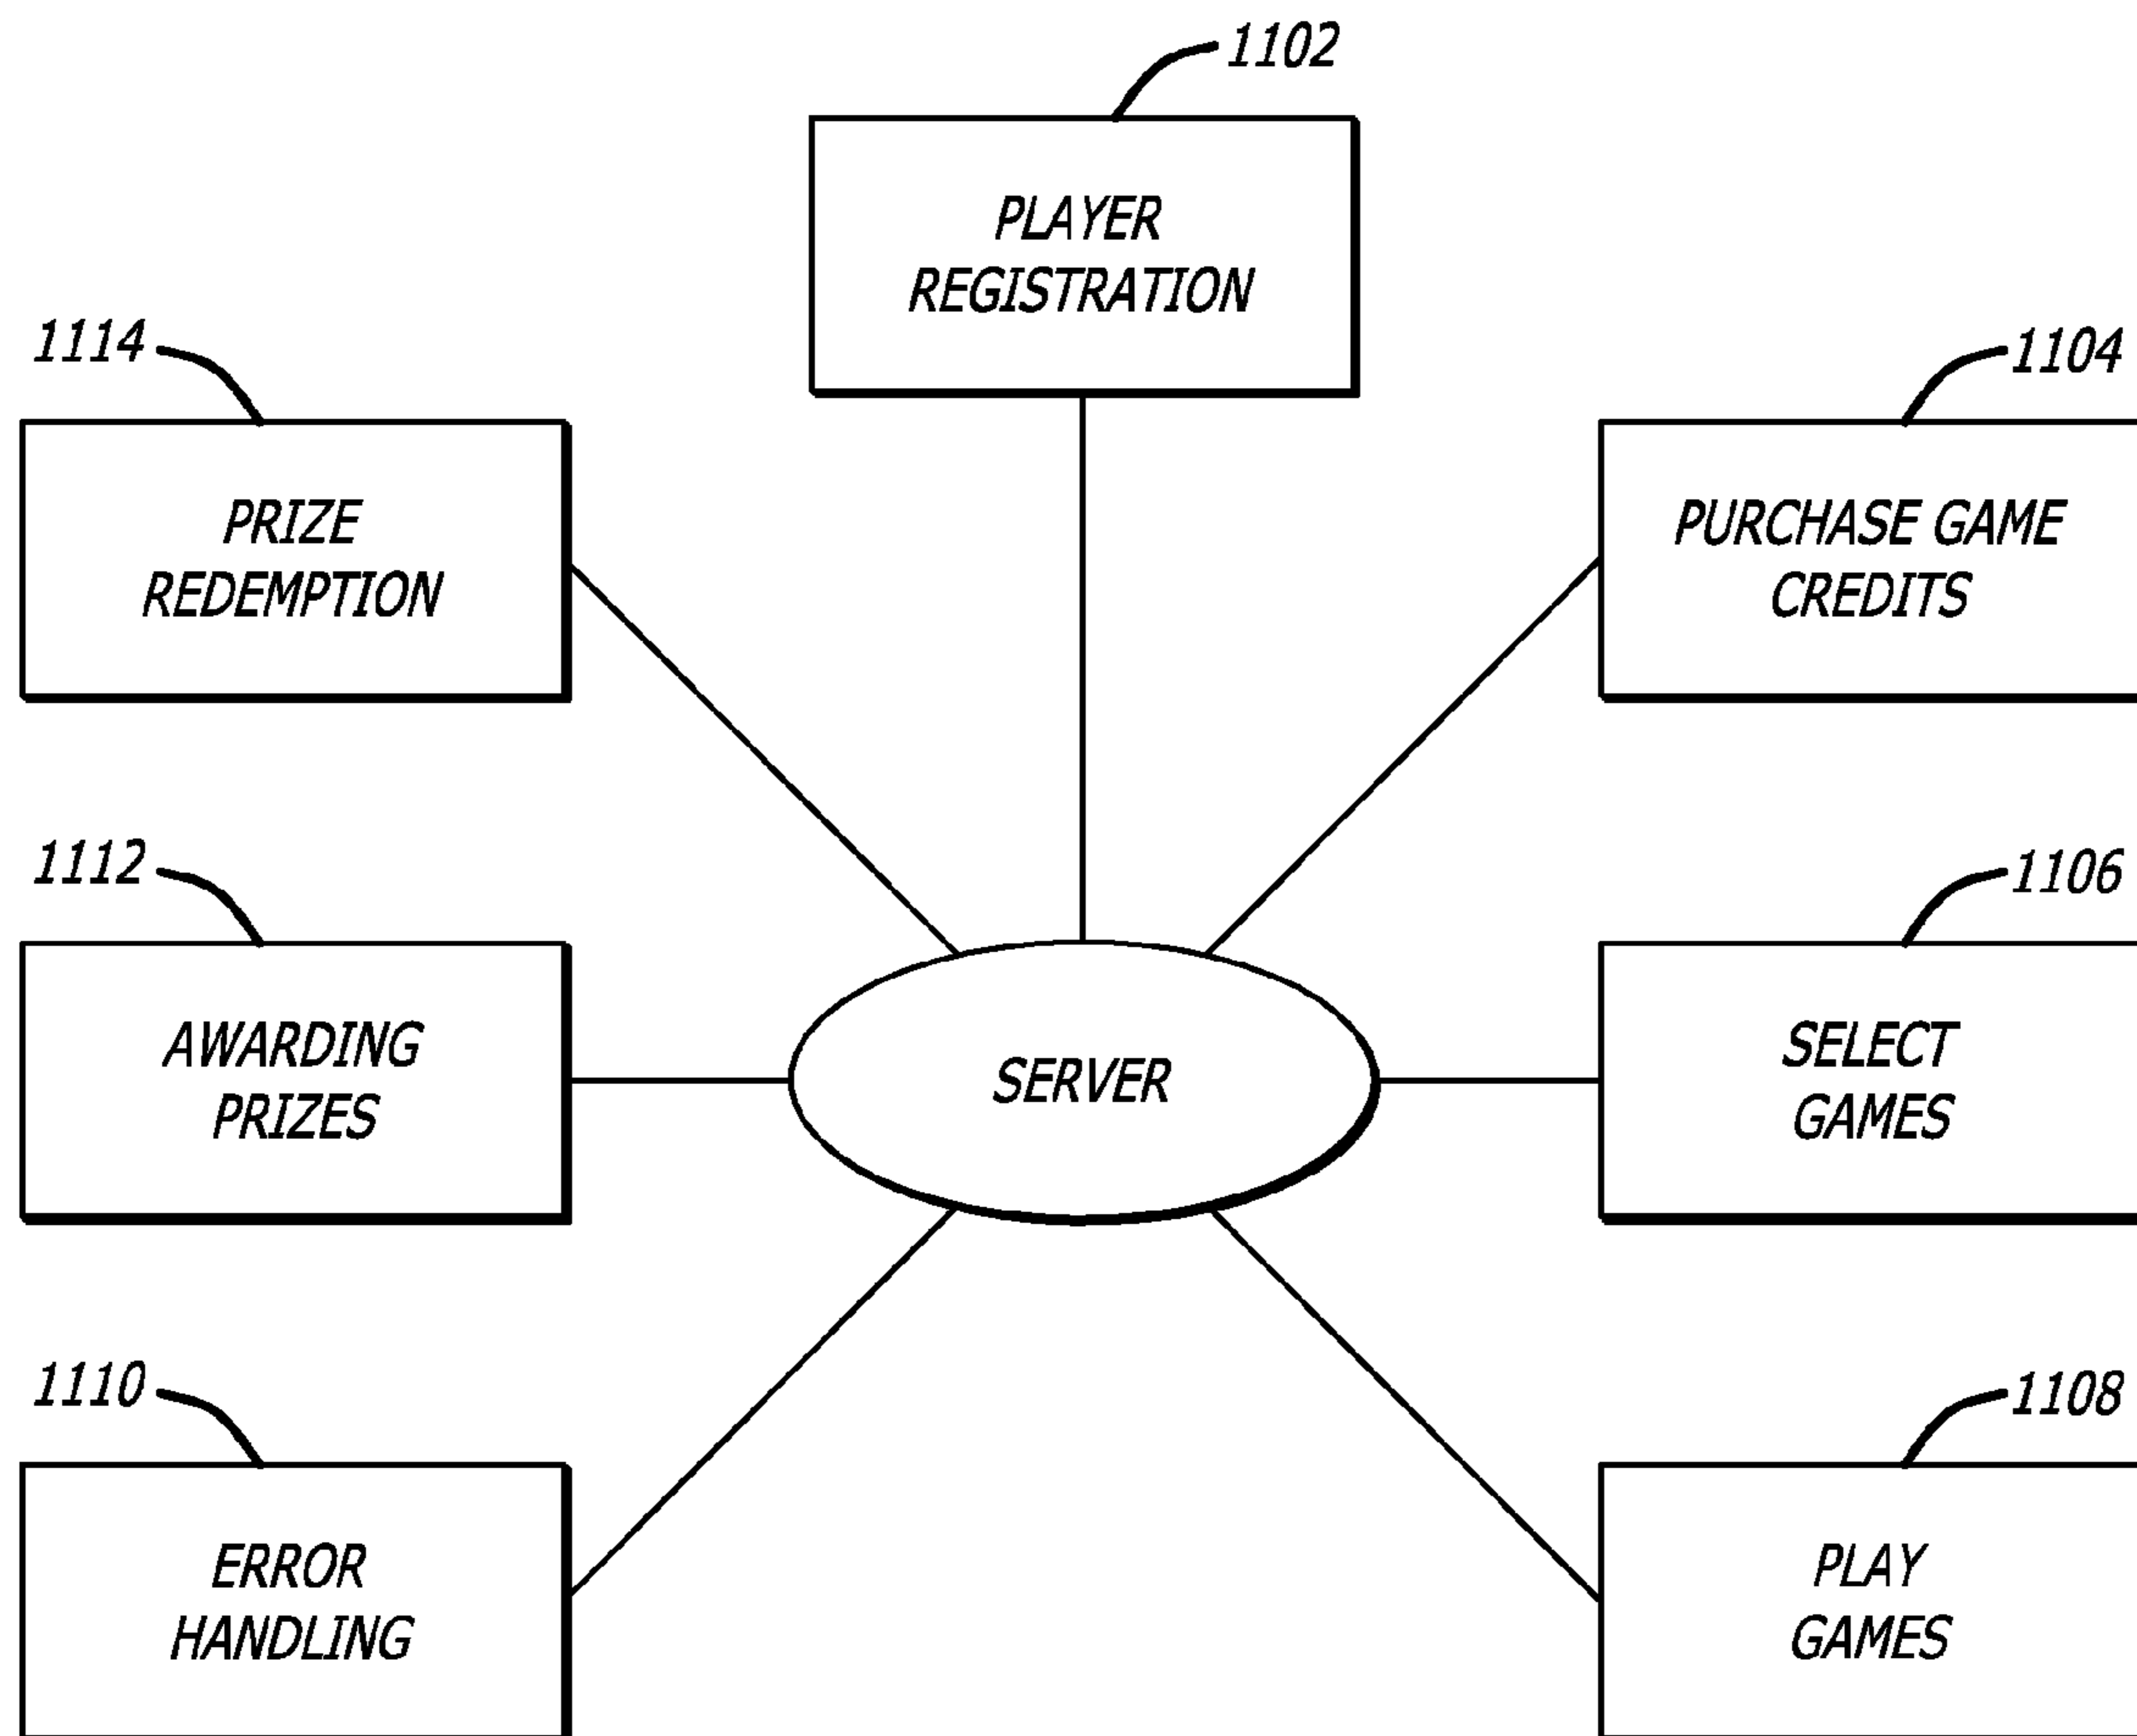 1102
PLAYER
REGISTRATION
1114
PRIZE
REDEMPTION
1104
PURCHASE GAME
CREDITS
1112
AWARDING
PRIZES
SERVER
1106
SELECT
GAMES
1110
ERROR
HANDLING
1108
PLAY
GAMES